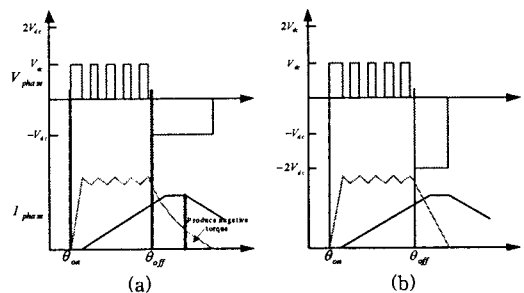 2V_dc
V_dc
V_phase
-V_dc
I_phase
Produce negative
torque
θ_on
θ_off
(a)
2V_dc
V_dc
-V_dc
-2V_dc
θ_on
θ_off
(b)